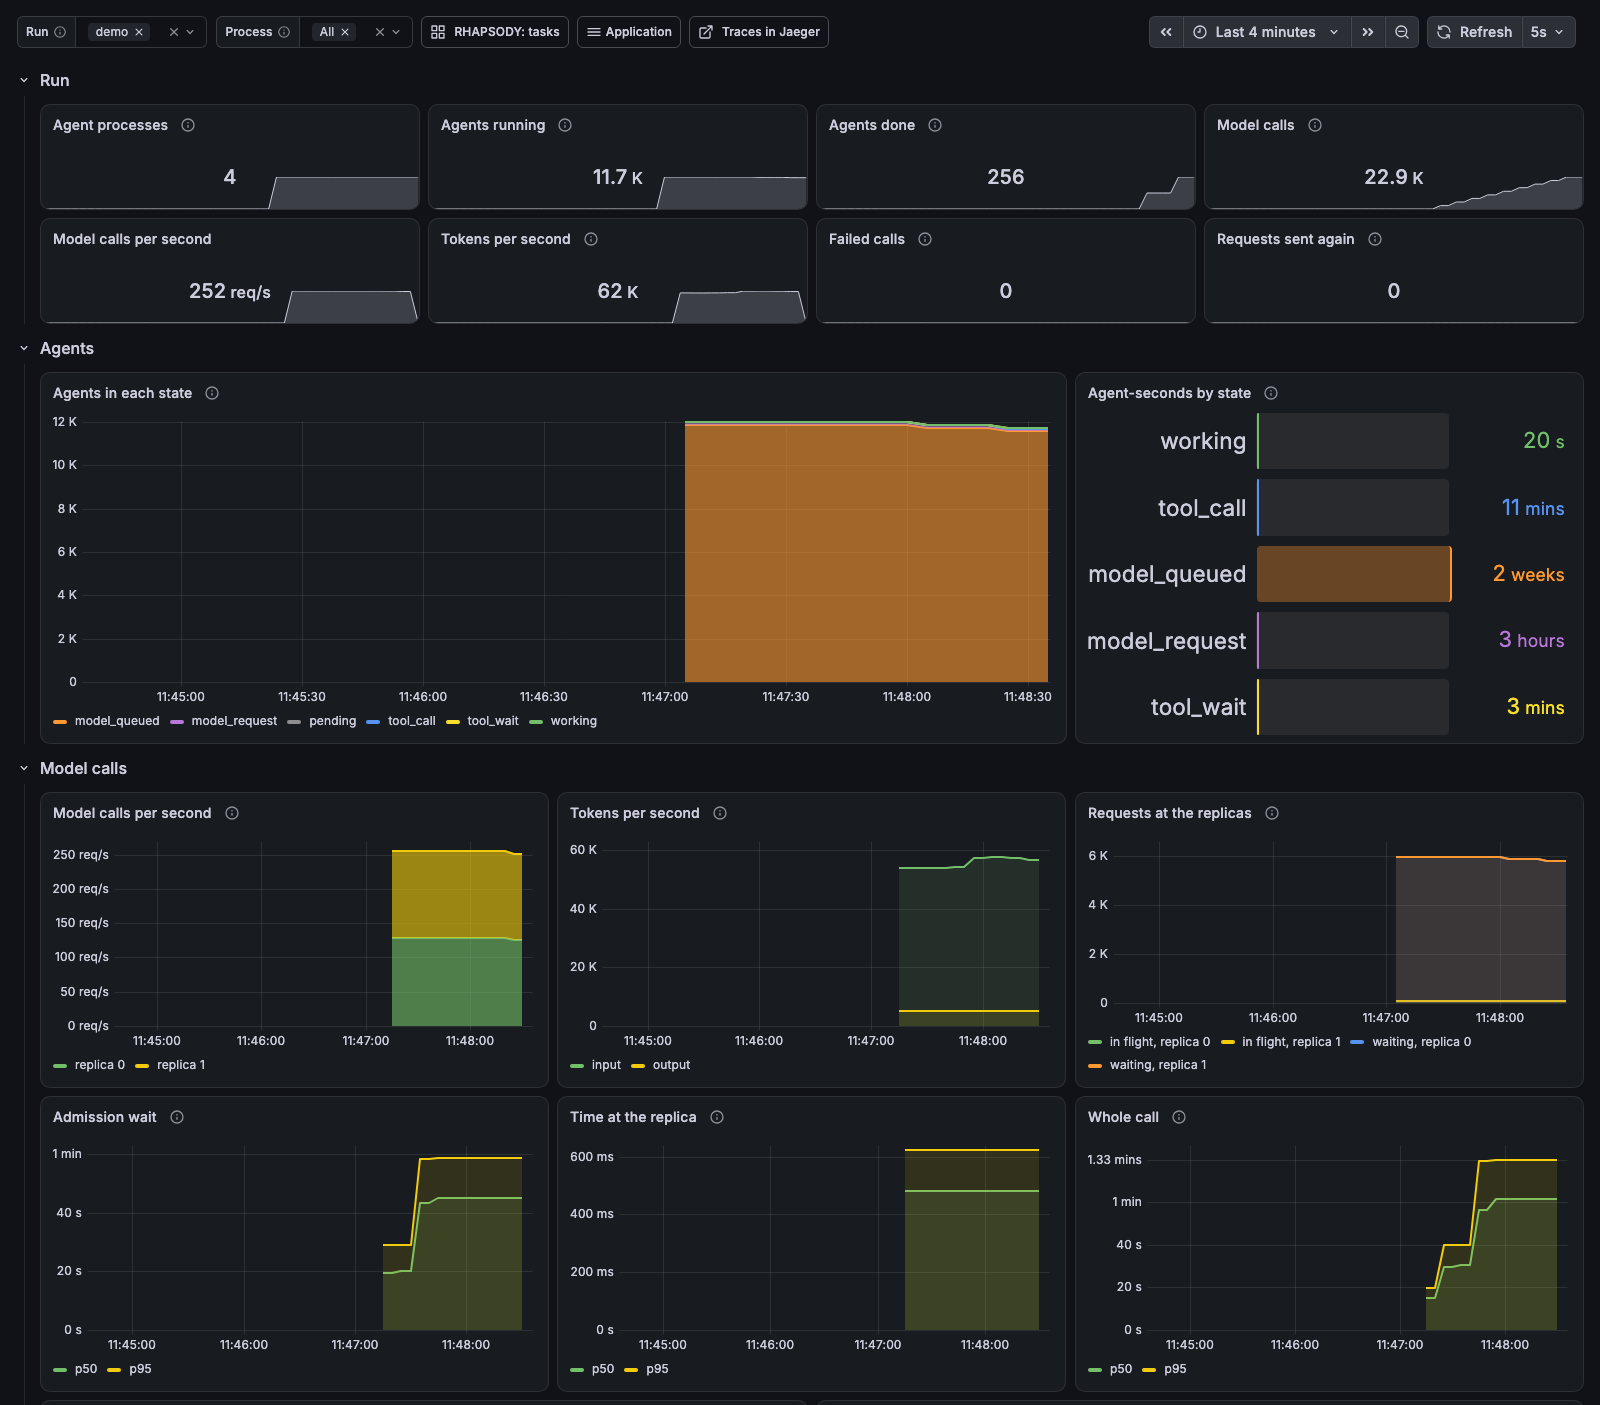 Run demo Process All RHAPSODY: tasks Application Traces in Jaeger Last 4 minutes Refresh 5s
Run
Agent processes
4
Agents running
11.7 K
Agents done
256
Model calls
22.9 K
Model calls per second
252 req/s
Tokens per second
62 K
Failed calls
0
Requests sent again
0
Agents
Agents in each state
12 K
10 K
8 K
6 K
4 K
2 K
0
11:45:00 11:45:30 11:46:00 11:46:30 11:47:00 11:47:30 11:48:00 11:48:30
model_queued model_request pending tool_call tool_wait working
Agent-seconds by state
working 20 s
tool_call 11 mins
model_queued 2 weeks
model_request 3 hours
tool_wait 3 mins
Model calls
Model calls per second
250 req/s
200 req/s
150 req/s
100 req/s
50 req/s
0 req/s
11:45:00 11:46:00 11:47:00 11:48:00
replica 0 replica 1
Tokens per second
60 K
40 K
20 K
0
11:45:00 11:46:00 11:47:00 11:48:00
input output
Requests at the replicas
6 K
4 K
2 K
0
11:45:00 11:46:00 11:47:00 11:48:00
in flight, replica 0 in flight, replica 1 waiting, replica 0
waiting, replica 1
Admission wait
1 min
40 s
20 s
0 s
11:45:00 11:46:00 11:47:00 11:48:00
p50 p95
Time at the replica
600 ms
400 ms
200 ms
0 s
11:45:00 11:46:00 11:47:00 11:48:00
p50 p95
Whole call
1.33 mins
1 min
40 s
20 s
0 s
11:45:00 11:46:00 11:47:00 11:48:00
p50 p95